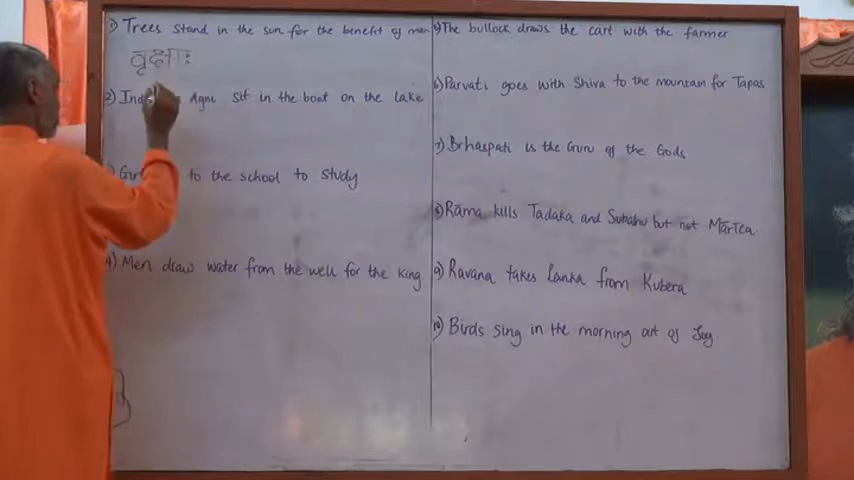 1) Trees stand in the sun for the benefit of men
वृक्षाः
2) Agni sit in the boat on the lake
to the school to study
4) Men draw water from the well for the king
5) The bullock draws the cart with the farmer
6) Parvati goes with Shiva to the mountain for Tapas
7) Brhaspati is the Guru of the Gods
8) Rāma kills Tadaka and Subahu but not Mārīca.
9) Ravana takes Lanka from Kubera
10) Birds sing in the morning out of Joy